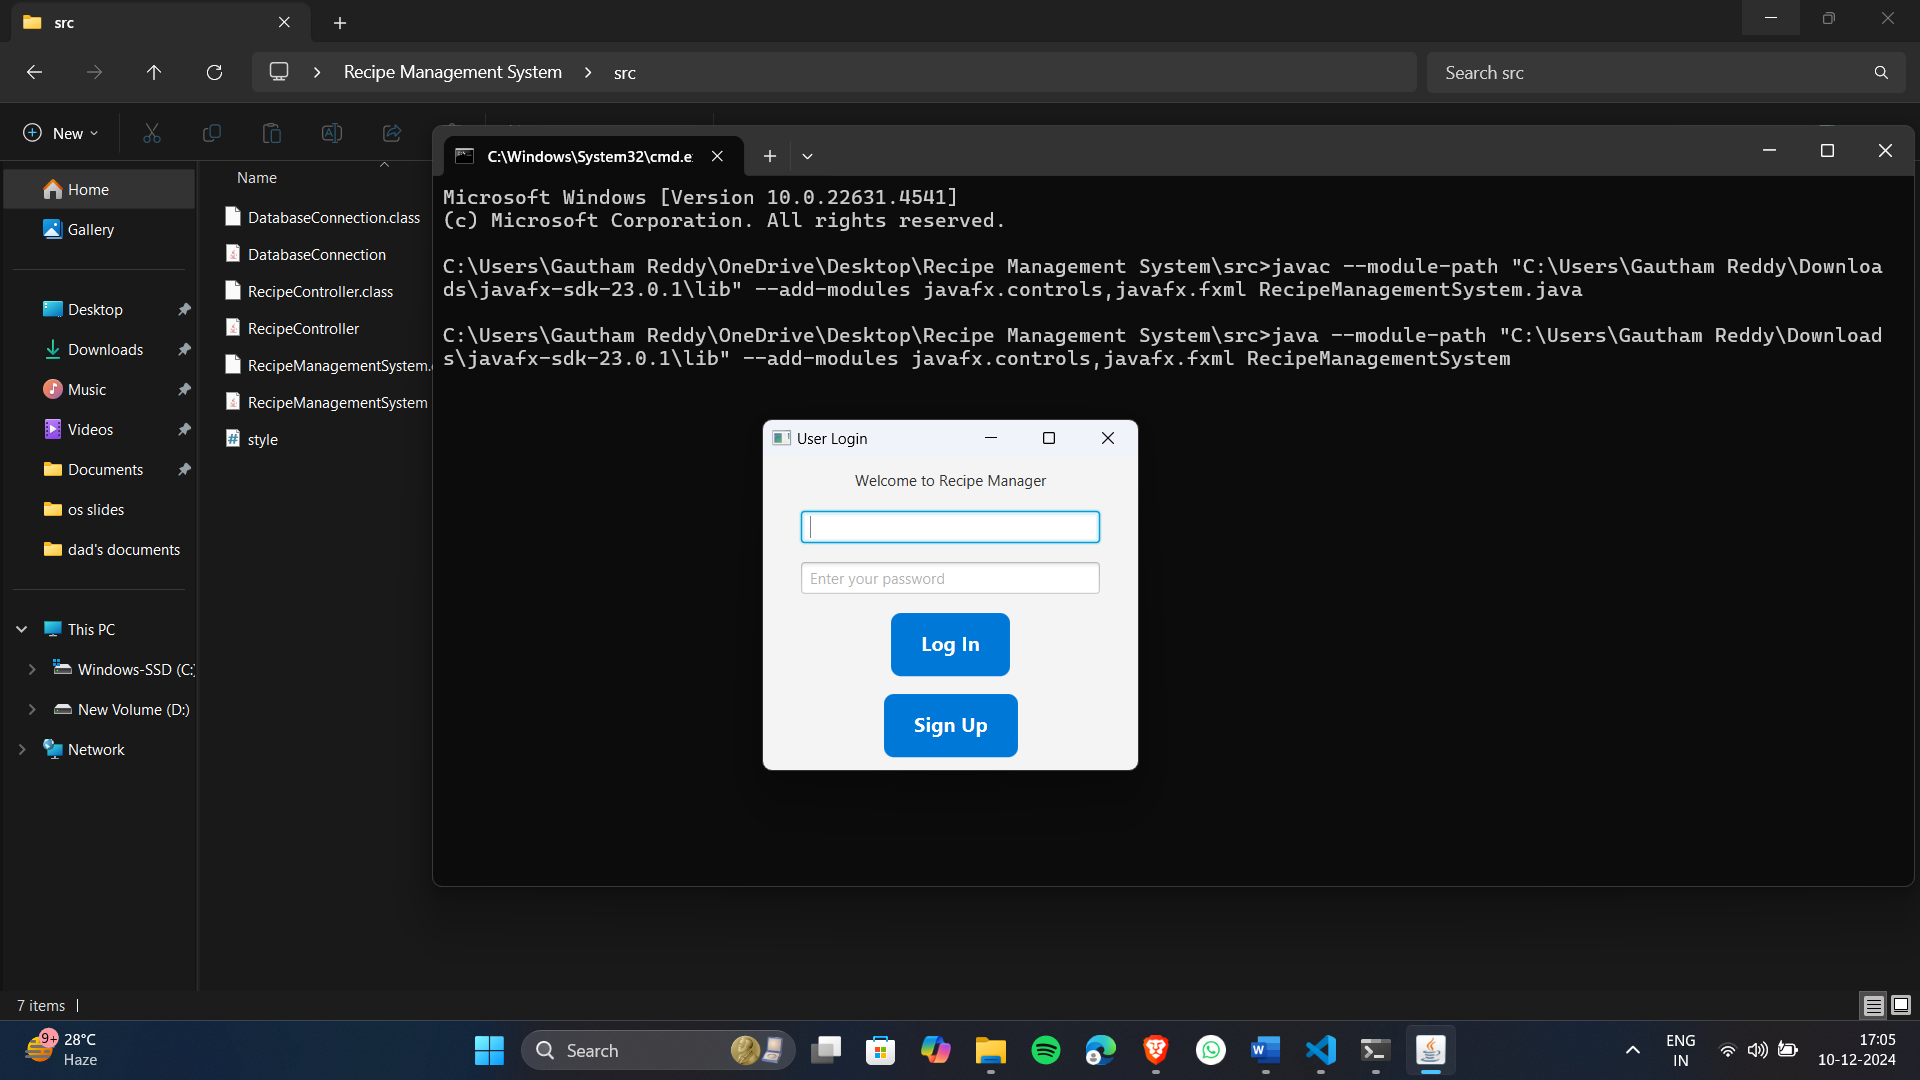 src
Recipe Management System
src
Search src
New
Home
Gallery
Desktop
Downloads
Music
Videos
Documents
os slides
dad's documents
This PC
Windows-SSD (C:)
New Volume (D:)
Network
Name
DatabaseConnection.class
DatabaseConnection
RecipeController.class
RecipeController
RecipeManagementSystem.
RecipeManagementSystem
style
7 items
C:\Windows\System32\cmd.e
Microsoft Windows [Version 10.0.22631.4541]
(c) Microsoft Corporation. All rights reserved.
C:\Users\Gautham Reddy\OneDrive\Desktop\Recipe Management System\src>javac --module-path "C:\Users\Gautham Reddy\Downloa
ds\javafx-sdk-23.0.1\lib" --add-modules javafx.controls,javafx.fxml RecipeManagementSystem.java
C:\Users\Gautham Reddy\OneDrive\Desktop\Recipe Management System\src>java --module-path "C:\Users\Gautham Reddy\Download
s\javafx-sdk-23.0.1\lib" --add-modules javafx.controls,javafx.fxml RecipeManagementSystem
User Login
Welcome to Recipe Manager
Enter your password
Log In
Sign Up
9+
28°C
Haze
Search
ENG
IN
17:05
10-12-2024